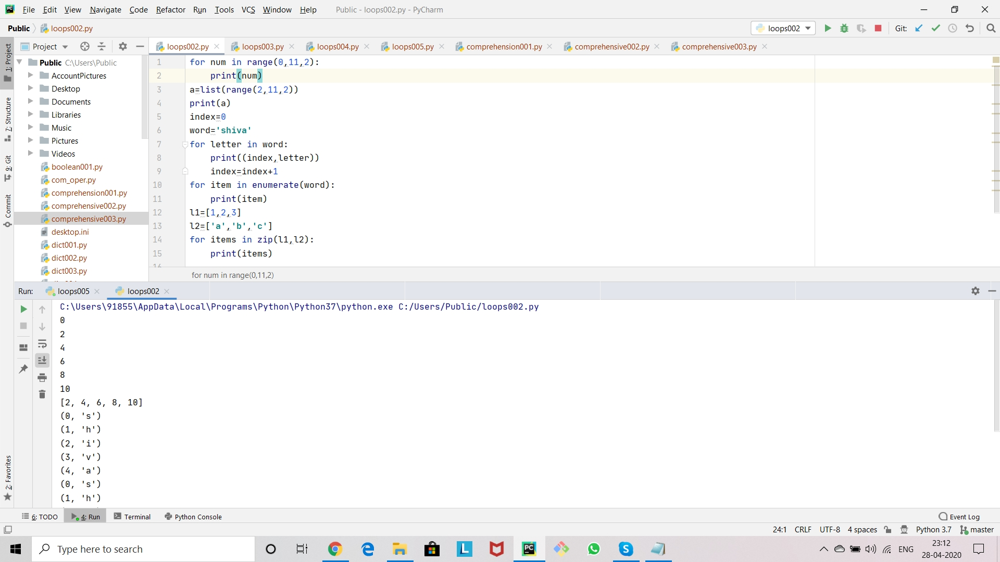 File Edit View Navigate Code Refactor Run Tools VCS Window Help Public - loops002.py - PyCharm
Public loops002.py loops002 Git:
Project loops002.py loops003.py loops004.py loops005.py comprehension001.py comprehensive002.py comprehensive003.py
1: Project
7: Structure
9: Git
Commit
2: Favorites
Public C:\Users\Public
AccountPictures
Desktop
Documents
Libraries
Music
Pictures
Videos
boolean001.py
com_oper.py
comprehension001.py
comprehensive002.py
comprehensive003.py
desktop.ini
dict001.py
dict002.py
dict003.py
1 for num in range(0,11,2):
2 print(num)
3 a=list(range(2,11,2))
4 print(a)
5 index=0
6 word='shiva'
7 for letter in word:
8 print((index,letter))
9 index=index+1
10 for item in enumerate(word):
11 print(item)
12 l1=[1,2,3]
13 l2=['a','b','c']
14 for items in zip(l1,l2):
15 print(items)
16
for num in range(0,11,2)
Run: loops005 loops002
C:\Users\91855\AppData\Local\Programs\Python\Python37\python.exe C:/Users/Public/loops002.py
0
2
4
6
8
10
[2, 4, 6, 8, 10]
(0, 's')
(1, 'h')
(2, 'i')
(3, 'v')
(4, 'a')
(0, 's')
(1, 'h')
6: TODO 4: Run Terminal Python Console Event Log
24:1 CRLF UTF-8 4 spaces Python 3.7 master
Type here to search ENG 23:12
28-04-2020